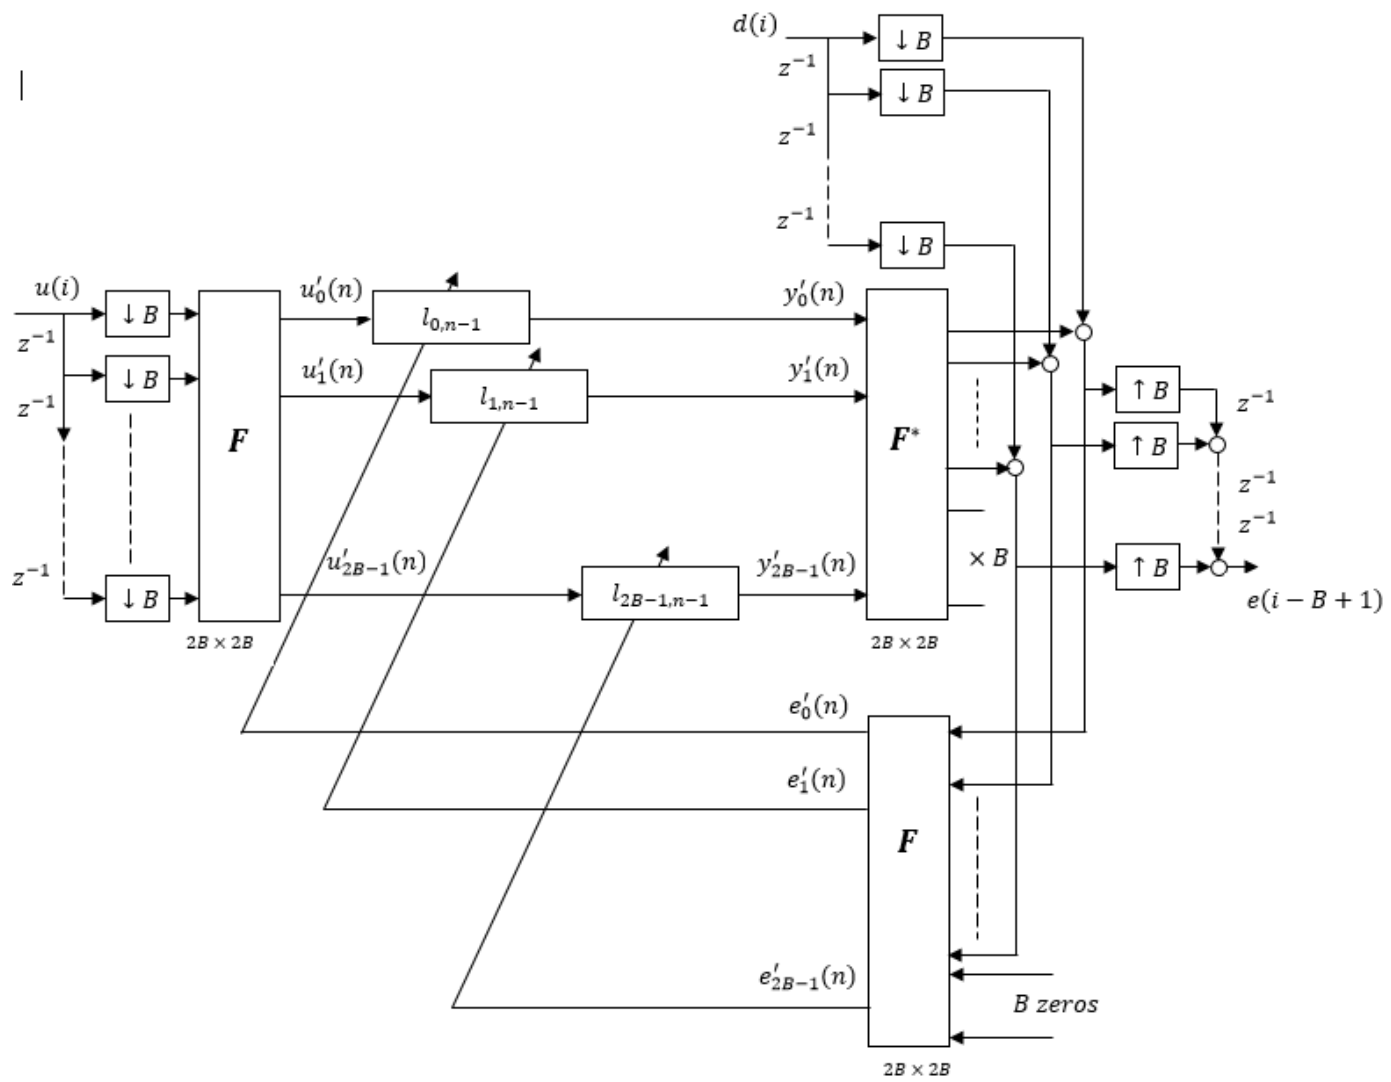 d(i)
↓ B
z⁻¹
↓ B
z⁻¹
z⁻¹
↓ B
u(i)
↓ B
u′₀(n)
l₀,ₙ₋₁
y′₀(n)
z⁻¹
↓ B
u′₁(n)
l₁,ₙ₋₁
y′₁(n)
↑ B
z⁻¹
z⁻¹
F
F*
↑ B
z⁻¹
z⁻¹
z⁻¹
↓ B
u′₂B₋₁(n)
l₂B₋₁,ₙ₋₁
y′₂B₋₁(n)
× B
↑ B
e(i − B + 1)
2B × 2B
2B × 2B
e′₀(n)
e′₁(n)
F
e′₂B₋₁(n)
B zeros
2B × 2B